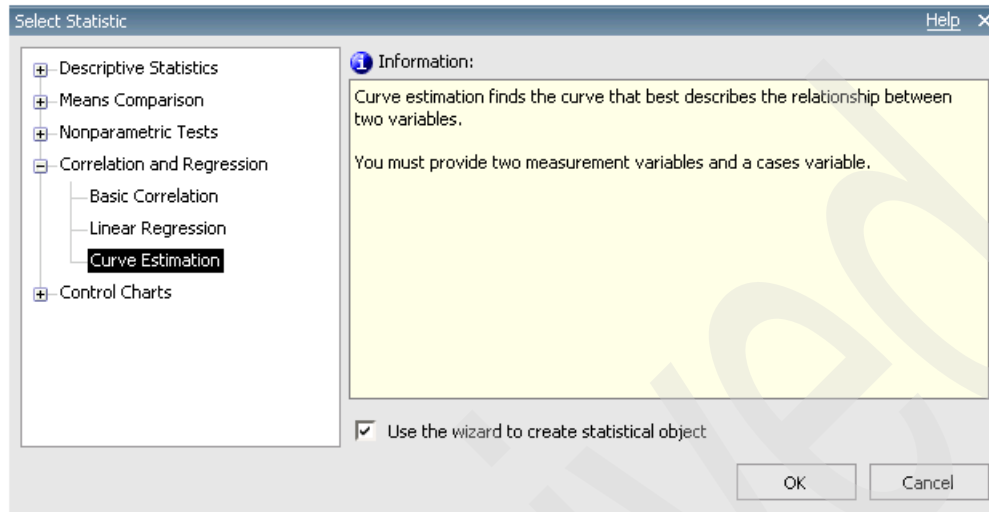 Select Statistic
Help
Descriptive Statistics
Means Comparison
Nonparametric Tests
Correlation and Regression
Basic Correlation
Linear Regression
Curve Estimation
Control Charts
Information:
Curve estimation finds the curve that best describes the relationship between
two variables.
You must provide two measurement variables and a cases variable.
Use the wizard to create statistical object
OK
Cancel